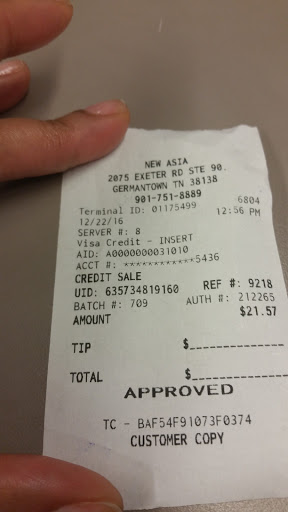 NEW ASIA
2075 EXETER RD STE 90.
GERMANTOWN TN 38138
901-751-8889
Terminal ID: 01175499 6804
12/22/16 12:56 PM
SERVER #: 8
Visa Credit - INSERT
AID: A0000000031010
ACCT #: ************5436
CREDIT SALE
UID: 635734819160 REF #: 9218
BATCH #: 709 AUTH #: 212265
AMOUNT $21.57
TIP $______________
TOTAL $______________
APPROVED
TC - BAF54F91073F0374
CUSTOMER COPY